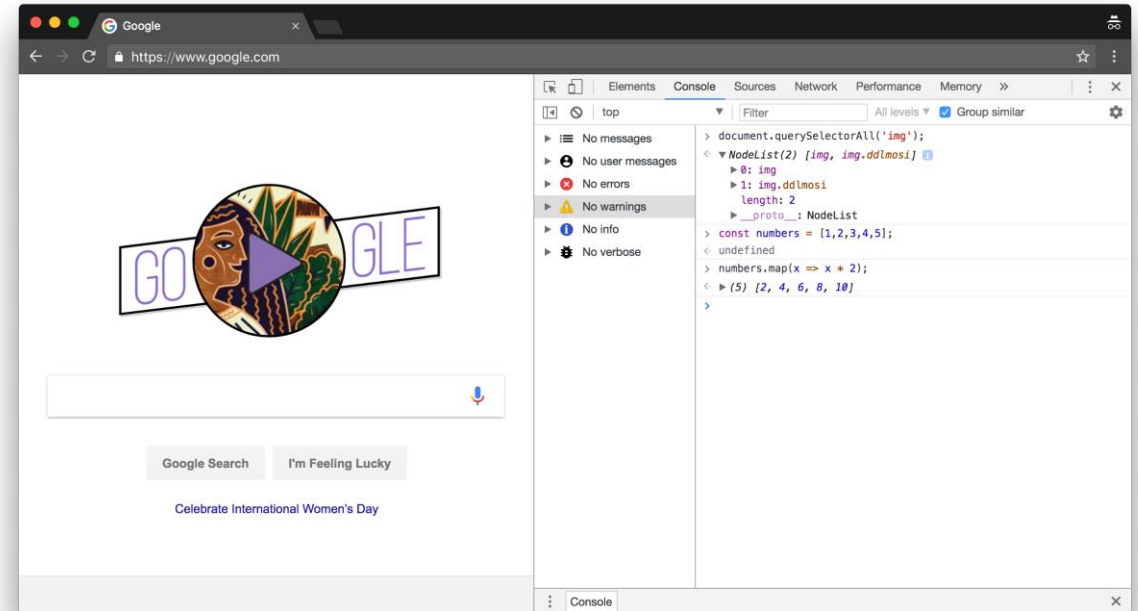 Google
https://www.google.com
GO GLE
Google Search I'm Feeling Lucky
Celebrate International Women's Day
Elements Console Sources Network Performance Memory »
top Filter All levels Group similar
No messages
No user messages
No errors
No warnings
No info
No verbose
> document.querySelectorAll('img');
NodeList(2) [img, img.ddlmosi]
0: img
1: img.ddlmosi
length: 2
__proto__: NodeList
> const numbers = [1,2,3,4,5];
undefined
> numbers.map(x => x * 2);
(5) [2, 4, 6, 8, 10]
>
Console